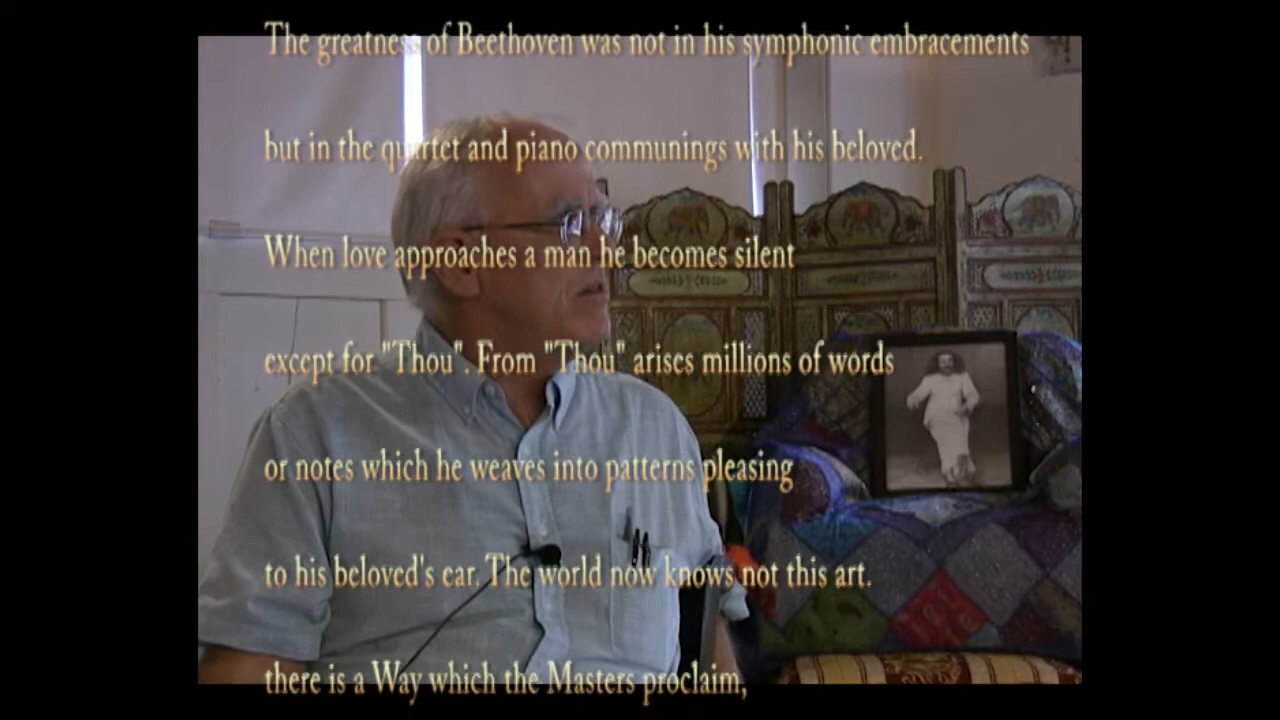 The greatness of Beethoven was not in his symphonic embracements
but in the quartet and piano communings with his beloved.
When love approaches a man he becomes silent
except for "Thou". From "Thou" arises millions of words
or notes which he weaves into patterns pleasing
to his beloved's ear. The world now knows not this art.
there is a Way which the Masters proclaim,